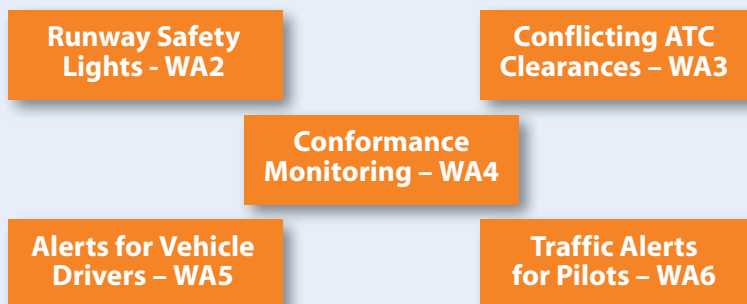 Runway Safety
Lights - WA2
Conflicting ATC
Clearances – WA3
Conformance
Monitoring – WA4
Alerts for Vehicle
Drivers – WA5
Traffic Alerts
for Pilots – WA6